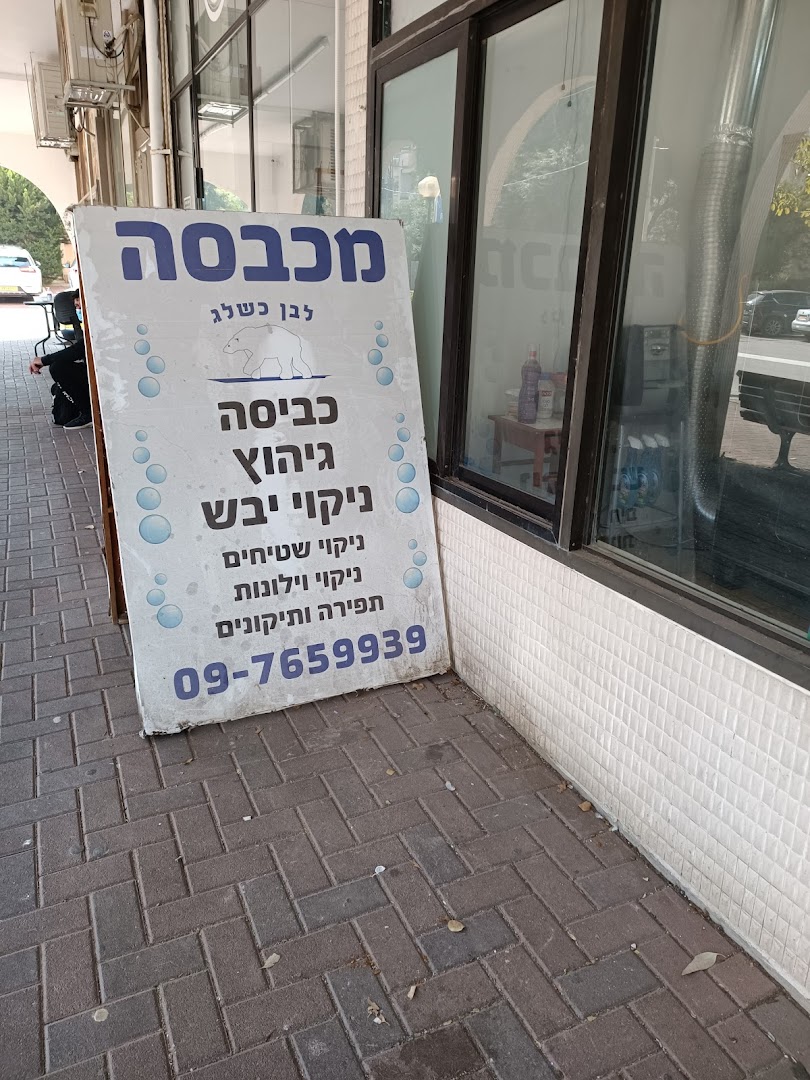 מכבסה
לבן כשלג
כביסה
גיהוץ
ניקוי יבש
ניקוי שטיחים
ניקוי וילונות
תפירה ותיקונים
09-7659939